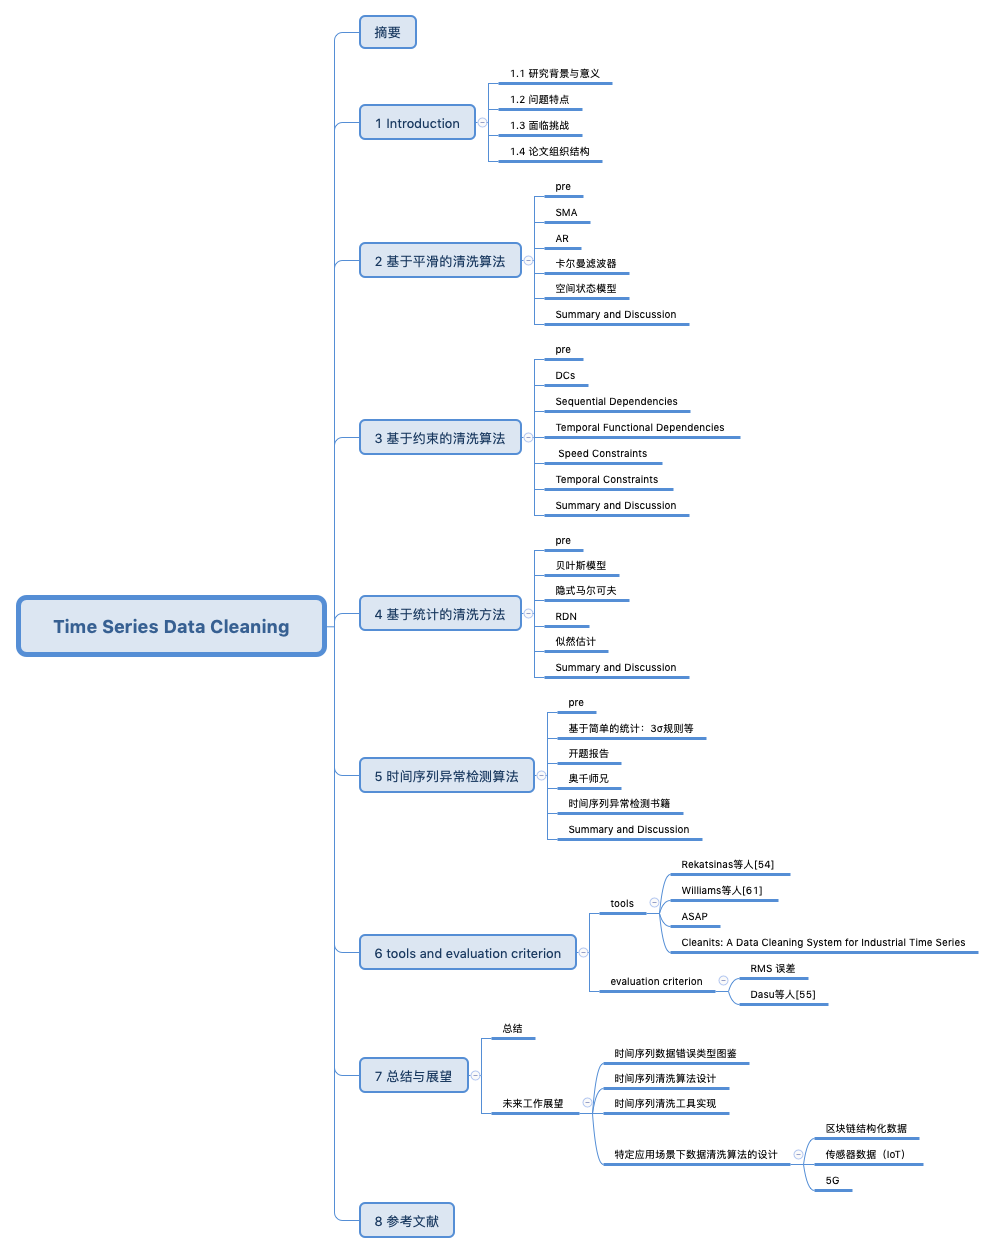 Time Series Data Cleaning
摘要
1 Introduction
1.1 研究背景与意义
1.2 问题特点
1.3 面临挑战
1.4 论文组织结构
2 基于平滑的清洗算法
pre
SMA
AR
卡尔曼滤波器
空间状态模型
Summary and Discussion
3 基于约束的清洗算法
pre
DCs
Sequential Dependencies
Temporal Functional Dependencies
Speed Constraints
Temporal Constraints
Summary and Discussion
4 基于统计的清洗方法
pre
贝叶斯模型
隐式马尔可夫
RDN
似然估计
Summary and Discussion
5 时间序列异常检测算法
pre
基于简单的统计：3σ规则等
开题报告
奥千师兄
时间序列异常检测书籍
Summary and Discussion
6 tools and evaluation criterion
tools
Rekatsinas等人[54]
Williams等人[61]
ASAP
Cleanits: A Data Cleaning System for Industrial Time Series
evaluation criterion
RMS 误差
Dasu等人[55]
7 总结与展望
总结
未来工作展望
时间序列数据错误类型图鉴
时间序列清洗算法设计
时间序列清洗工具实现
特定应用场景下数据清洗算法的设计
区块链结构化数据
传感器数据（IoT）
5G
8 参考文献